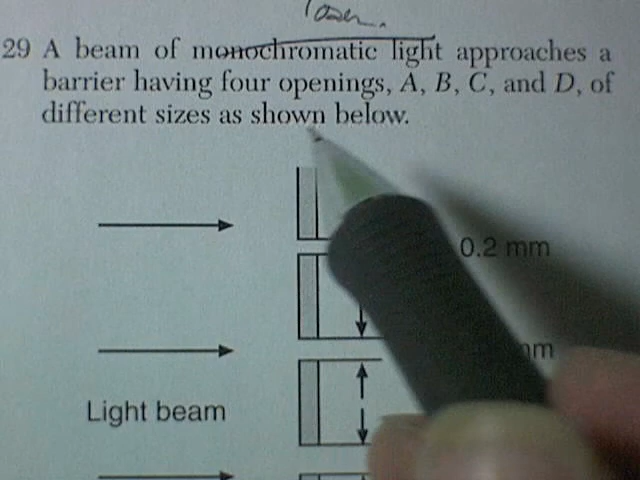 29 A beam of monochromatic light approaches a
barrier having four openings, A, B, C, and D, of
different sizes as shown below.
0.2 mm
Light beam